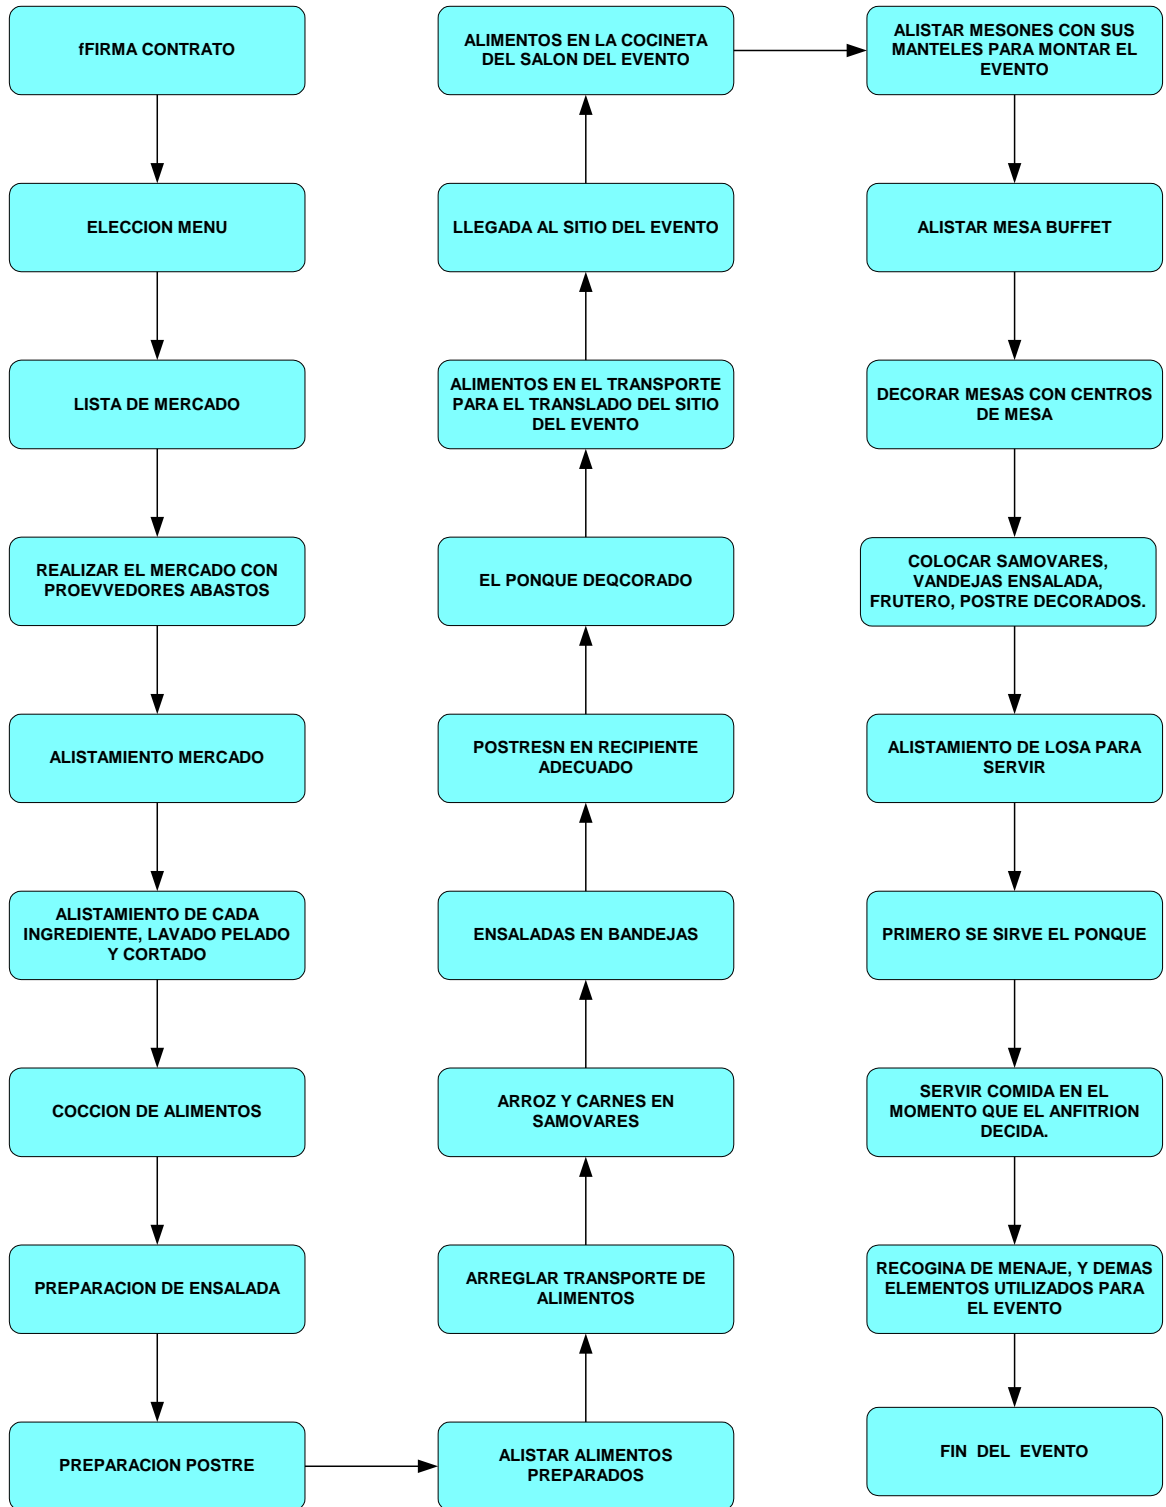 fFIRMA CONTRATO
ELECCION MENU
LISTA DE MERCADO
REALIZAR EL MERCADO CON
PROEVVEDORES ABASTOS
ALISTAMIENTO MERCADO
ALISTAMIENTO DE CADA
INGREDIENTE, LAVADO PELADO
Y CORTADO
COCCION DE ALIMENTOS
PREPARACION DE ENSALADA
PREPARACION POSTRE
ALISTAR ALIMENTOS
PREPARADOS
ARREGLAR TRANSPORTE DE
ALIMENTOS
ARROZ Y CARNES EN
SAMOVARES
ENSALADAS EN BANDEJAS
POSTRESN EN RECIPIENTE
ADECUADO
EL PONQUE DEQCORADO
ALIMENTOS EN EL TRANSPORTE
PARA EL TRANSLADO DEL SITIO
DEL EVENTO
LLEGADA AL SITIO DEL EVENTO
ALIMENTOS EN LA COCINETA
DEL SALON DEL EVENTO
ALISTAR MESONES CON SUS
MANTELES PARA MONTAR EL
EVENTO
ALISTAR MESA BUFFET
DECORAR MESAS CON CENTROS
DE MESA
COLOCAR SAMOVARES,
VANDEJAS ENSALADA,
FRUTERO, POSTRE DECORADOS.
ALISTAMIENTO DE LOSA PARA
SERVIR
PRIMERO SE SIRVE EL PONQUE
SERVIR COMIDA EN EL
MOMENTO QUE EL ANFITRION
DECIDA.
RECOGINA DE MENAJE, Y DEMAS
ELEMENTOS UTILIZADOS PARA
EL EVENTO
FIN DEL EVENTO